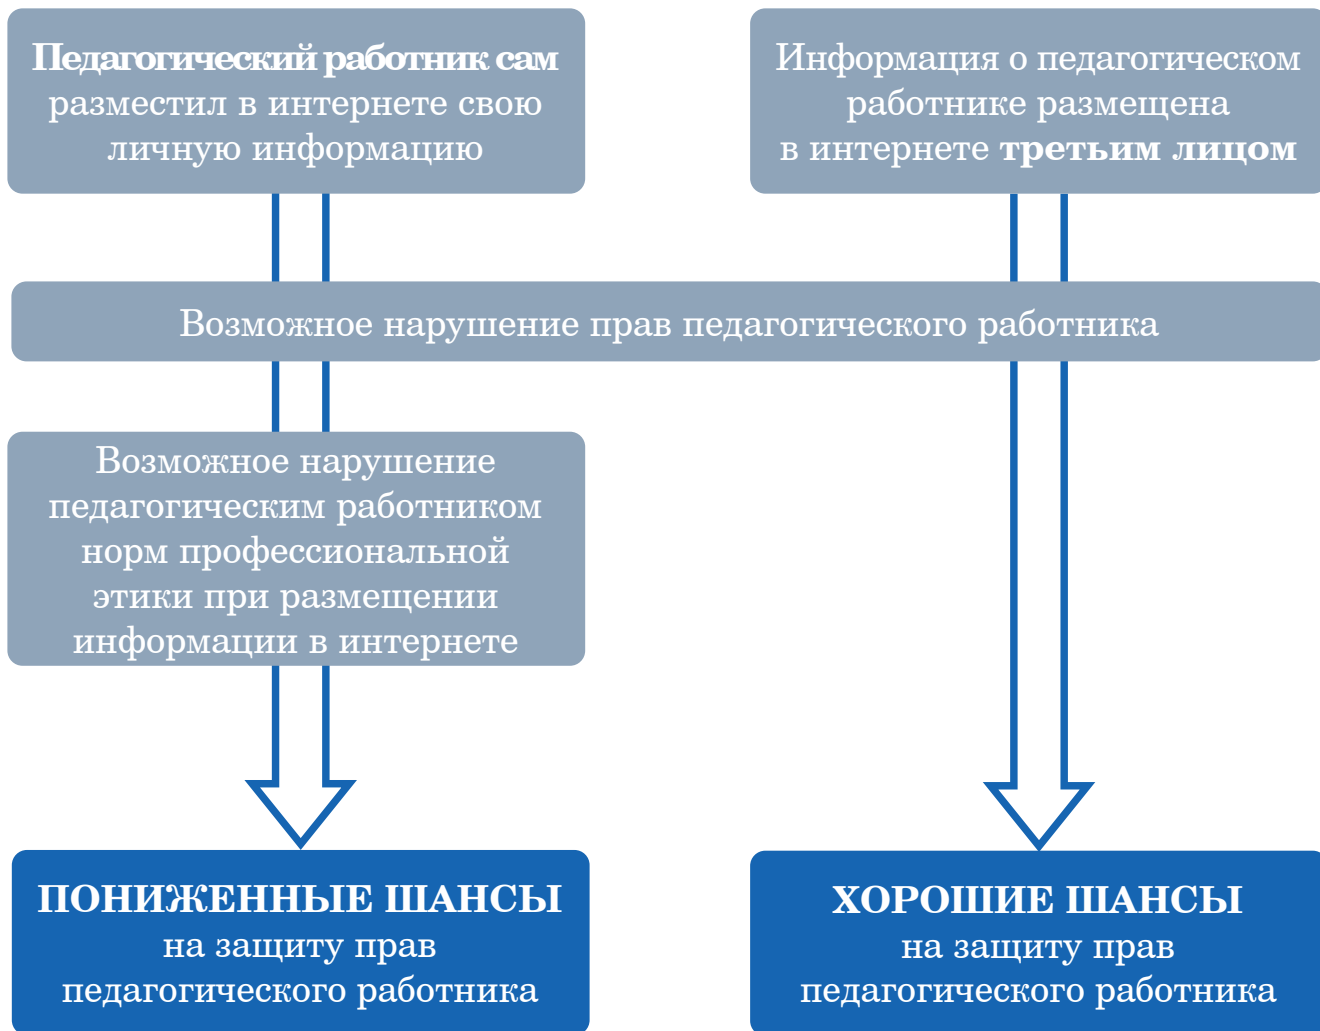 Педагогический работник сам
разместил в интернете свою
личную информацию
Информация о педагогическом
работнике размещена
в интернете третьим лицом
Возможное нарушение прав педагогического работника
Возможное нарушение
педагогическим работником
норм профессиональной
этики при размещении
информации в интернете
ПОНИЖЕННЫЕ ШАНСЫ
на защиту прав
педагогического работника
ХОРОШИЕ ШАНСЫ
на защиту прав
педагогического работника